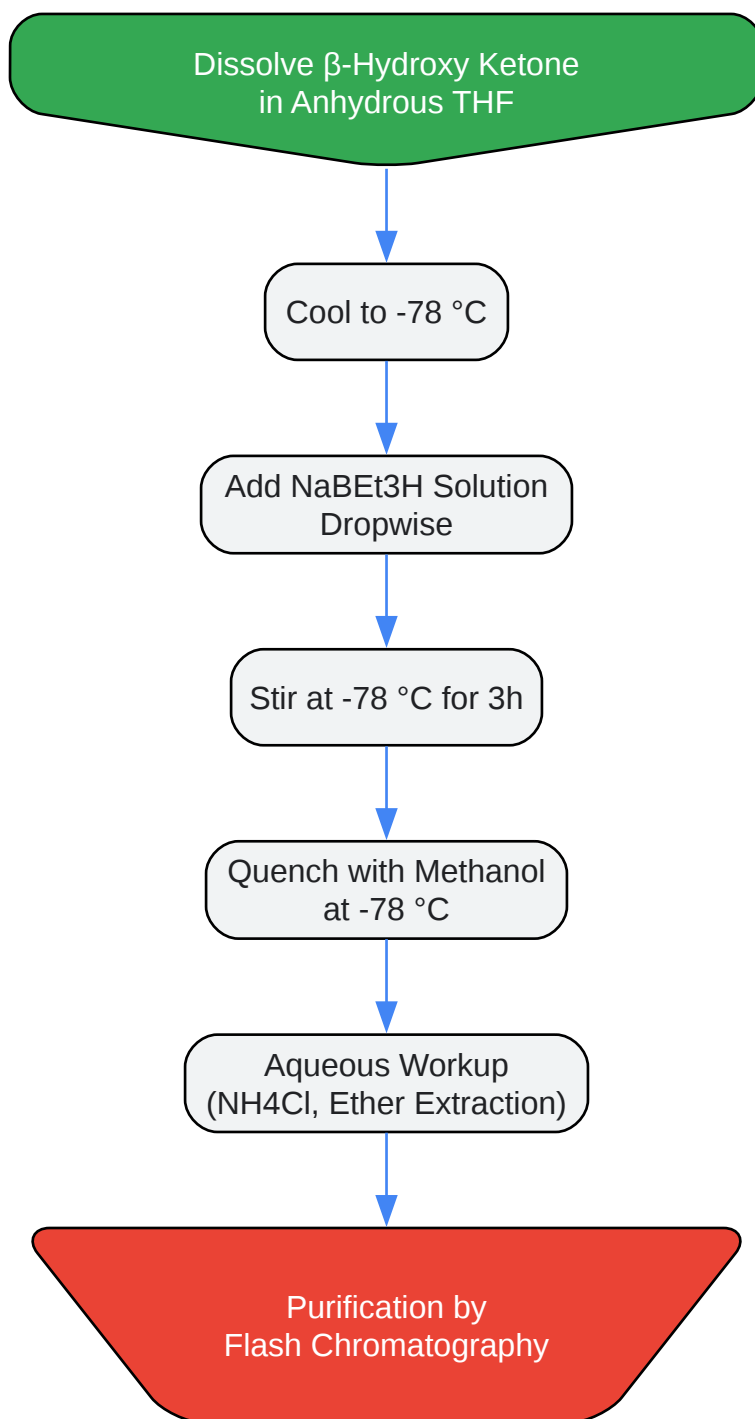 Dissolve β-Hydroxy Ketone
in Anhydrous THF
Cool to -78 °C
Add NaBEt3H Solution
Dropwise
Stir at -78 °C for 3h
Quench with Methanol
at -78 °C
Aqueous Workup
(NH4Cl, Ether Extraction)
Purification by
Flash Chromatography